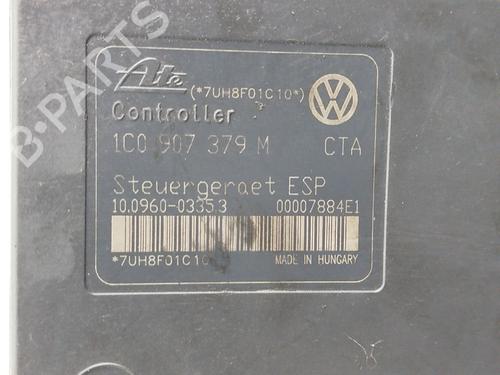 Ate (*7UH8F01C10*)
Controller
1C0 907 379 M CTA
Steuergeraet ESP
10.0960-0335.3 00007884E1
*7UH8F01C10
MADE IN HUNGARY
B-PARTS
B-PARTS